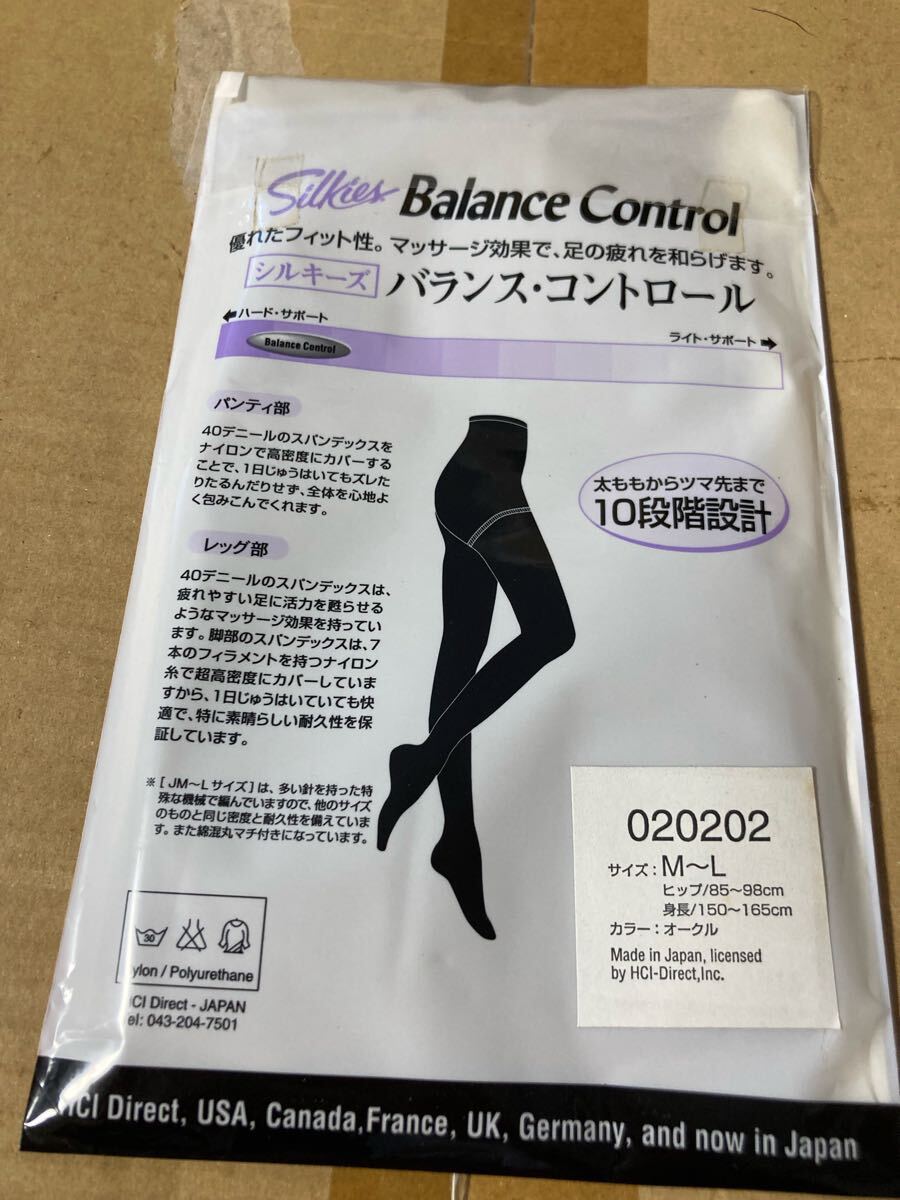 Silkies Balance Control
優れたフィット性。マッサージ効果で、足の疲れを和らげます。
シルキーズ バランス・コントロール
ハード・サポート
ライト・サポート
Balance Control
パンティ部
40デニールのスパンデックスを
ナイロンで高密度にカバーする
ことで、1日じゅうはいてもズレた
りたるんだりせず、全体を心地よ
く包みこんでくれます。
太ももからツマ先まで
10段階設計
レッグ部
40デニールのスパンデックスは、
疲れやすい足に活力を甦らせる
ようなマッサージ効果を持ってい
ます。脚部のスパンデックスは、7
本のフィラメントを持つナイロン
糸で超高密度にカバーしていま
すから、1日じゅうはいていても快
適で、特に素晴らしい耐久性を保
証しています。
※[JM〜Lサイズ]は、多い針を持った特
殊な機械で編んでいますので、他のサイズ
のものと同じ密度と耐久性を備えていま
す。また綿混丸マチ付きになっています。
30
ylon / Polyurethane
HCI Direct - JAPAN
el: 043-204-7501
020202
サイズ:M〜L
ヒップ/85〜98cm
身長/150〜165cm
カラー:オークル
Made in Japan, licensed
by HCI-Direct,Inc.
HCI Direct, USA, Canada,France, UK, Germany, and now in Japan